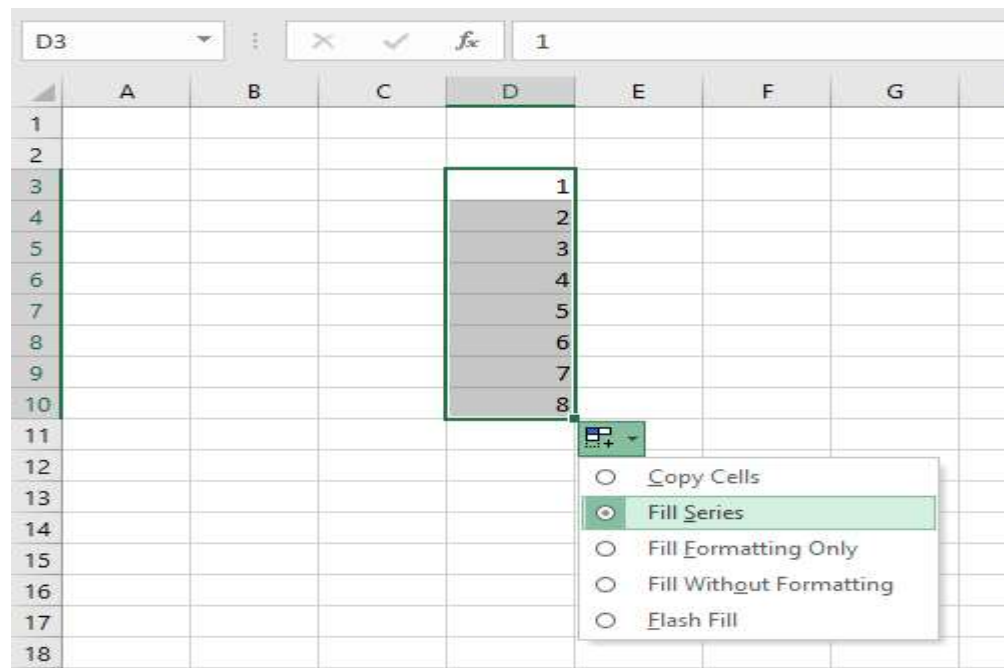 D3 fx 1
A B C D E F G
1
2
3 1
4 2
5 3
6 4
7 5
8 6
9 7
10 8
11
12 Copy Cells
13 Fill Series
14 Fill Formatting Only
15
16 Fill Without Formatting
17 Flash Fill
18